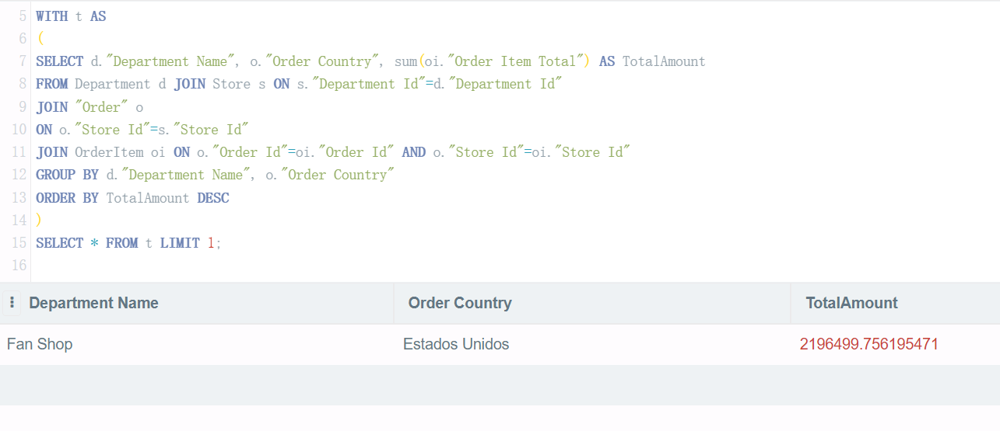 5 WITH t AS
6 (
7 SELECT d."Department Name", o."Order Country", sum(oi."Order Item Total") AS TotalAmount
8 FROM Department d JOIN Store s ON s."Department Id"=d."Department Id"
9 JOIN "Order" o
10 ON o."Store Id"=s."Store Id"
11 JOIN OrderItem oi ON o."Order Id"=oi."Order Id" AND o."Store Id"=oi."Store Id"
12 GROUP BY d."Department Name", o."Order Country"
13 ORDER BY TotalAmount DESC
14 )
15 SELECT * FROM t LIMIT 1;
16
Department Name Order Country TotalAmount
Fan Shop Estados Unidos 2196499.756195471